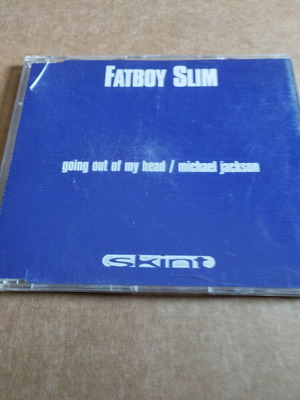 FATBOY SLIM
going out of my head / michael jackson
skint